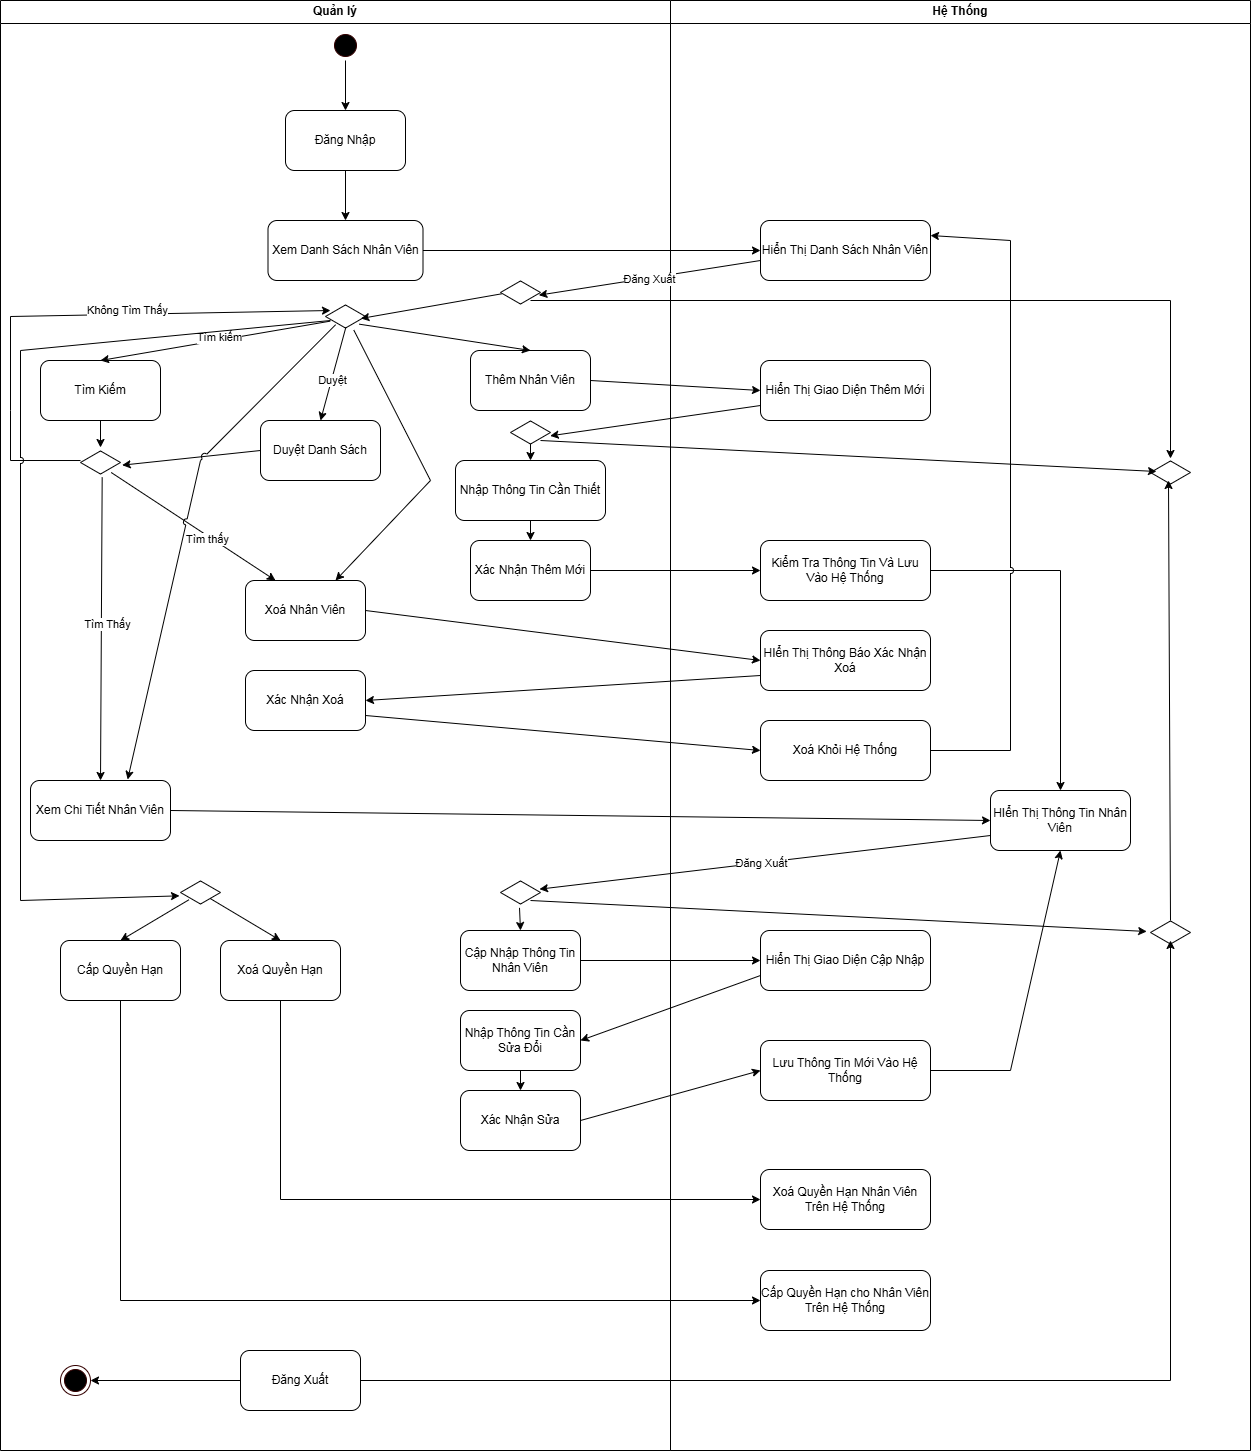 Quản lý
Hệ Thống
Đăng Nhập
Xem Danh Sách Nhân Viên
Hiển Thị Danh Sách Nhân Viên
Đăng Xuất
Không Tìm Thấy
Tìm kiếm
Duyệt
Tìm Kiếm
Thêm Nhân Viên
Hiển Thị Giao Diện Thêm Mới
Duyệt Danh Sách
Nhập Thông Tin Cần Thiết
Tìm thấy
Xác Nhận Thêm Mới
Kiểm Tra Thông Tin Và Lưu
Vào Hệ Thống
Xoá Nhân Viên
Tìm Thấy
HIển Thị Thông Báo Xác Nhận
Xoá
Xác Nhận Xoá
Xoá Khỏi Hệ Thống
Xem Chi Tiết Nhân Viên
HIển Thị Thông Tin Nhân
Viên
Đăng Xuất
Cấp Quyền Hạn
Xoá Quyền Hạn
Cập Nhập Thông Tin
Nhân Viên
Hiển Thị Giao Diện Cập Nhập
Nhập Thông Tin Cần
Sửa Đổi
Lưu Thông Tin Mới Vào Hệ
Thống
Xác Nhận Sửa
Xoá Quyền Hạn Nhân Viên
Trên Hệ Thống
Cấp Quyền Hạn cho Nhân Viên
Trên Hệ Thống
Đăng Xuất